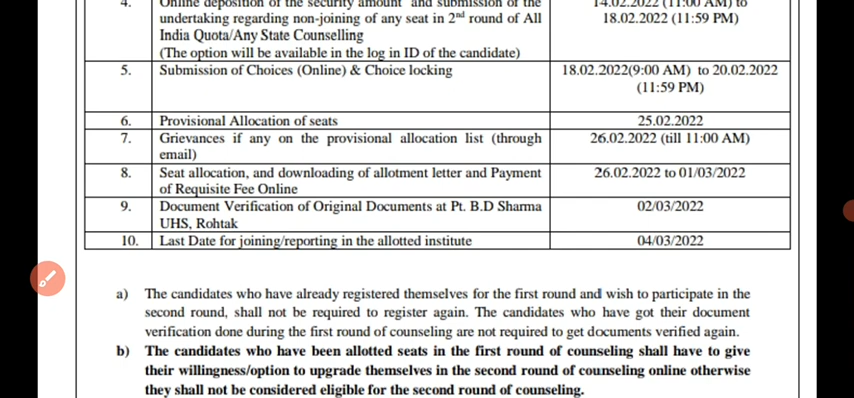 4. Online deposition of the security amount and submission of the 14.02.2022 (11:00 AM) to
undertaking regarding non-joining of any seat in 2nd round of All 18.02.2022 (11:59 PM)
India Quota/Any State Counselling
(The option will be available in the log in ID of the candidate)
5. Submission of Choices (Online) & Choice locking 18.02.2022(9:00 AM) to 20.02.2022
(11:59 PM)
6. Provisional Allocation of seats 25.02.2022
7. Grievances if any on the provisional allocation list (through 26.02.2022 (till 11:00 AM)
email)
8. Seat allocation, and downloading of allotment letter and Payment 26.02.2022 to 01/03/2022
of Requisite Fee Online
9. Document Verification of Original Documents at Pt. B.D Sharma 02/03/2022
UHS, Rohtak
10. Last Date for joining/reporting in the allotted institute 04/03/2022
a) The candidates who have already registered themselves for the first round and wish to participate in the
second round, shall not be required to register again. The candidates who have got their document
verification done during the first round of counseling are not required to get documents verified again.
b) The candidates who have been allotted seats in the first round of counseling shall have to give
their willingness/option to upgrade themselves in the second round of counseling online otherwise
they shall not be considered eligible for the second round of counseling.